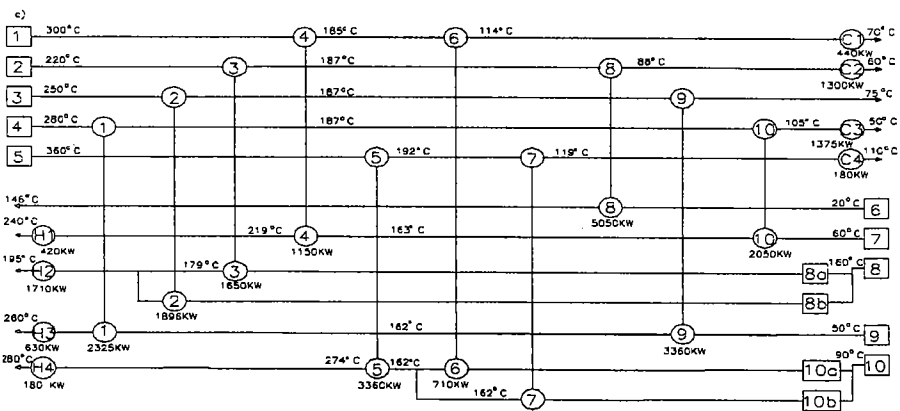 c)
1 300°C 4 185°C 6 114°C C1 70°C
440KW
2 220°C 3 187°C 8 88°C C2 60°C
1300KW
3 250°C 2 187°C 9 75°C
4 280°C 1 187°C 10 105°C C3 50°C
1375KW
5 360°C 5 192°C 7 119°C C4 110°C
180KW
146°C 8 20°C 6
5050KW
240°C H1 219°C 4 163°C 10 60°C 7
420KW 1150KW 2050KW
195°C H2 179°C 3 8a 160°C 8
1710KW 1650KW
2 8b
1896KW
260°C H3 1 162°C 9 50°C 9
630KW 2325KW 3360KW
280°C H4 274°C 5 162°C 6 10a 90°C 10
180 KW 3360KW 710KW
162°C 7 10b